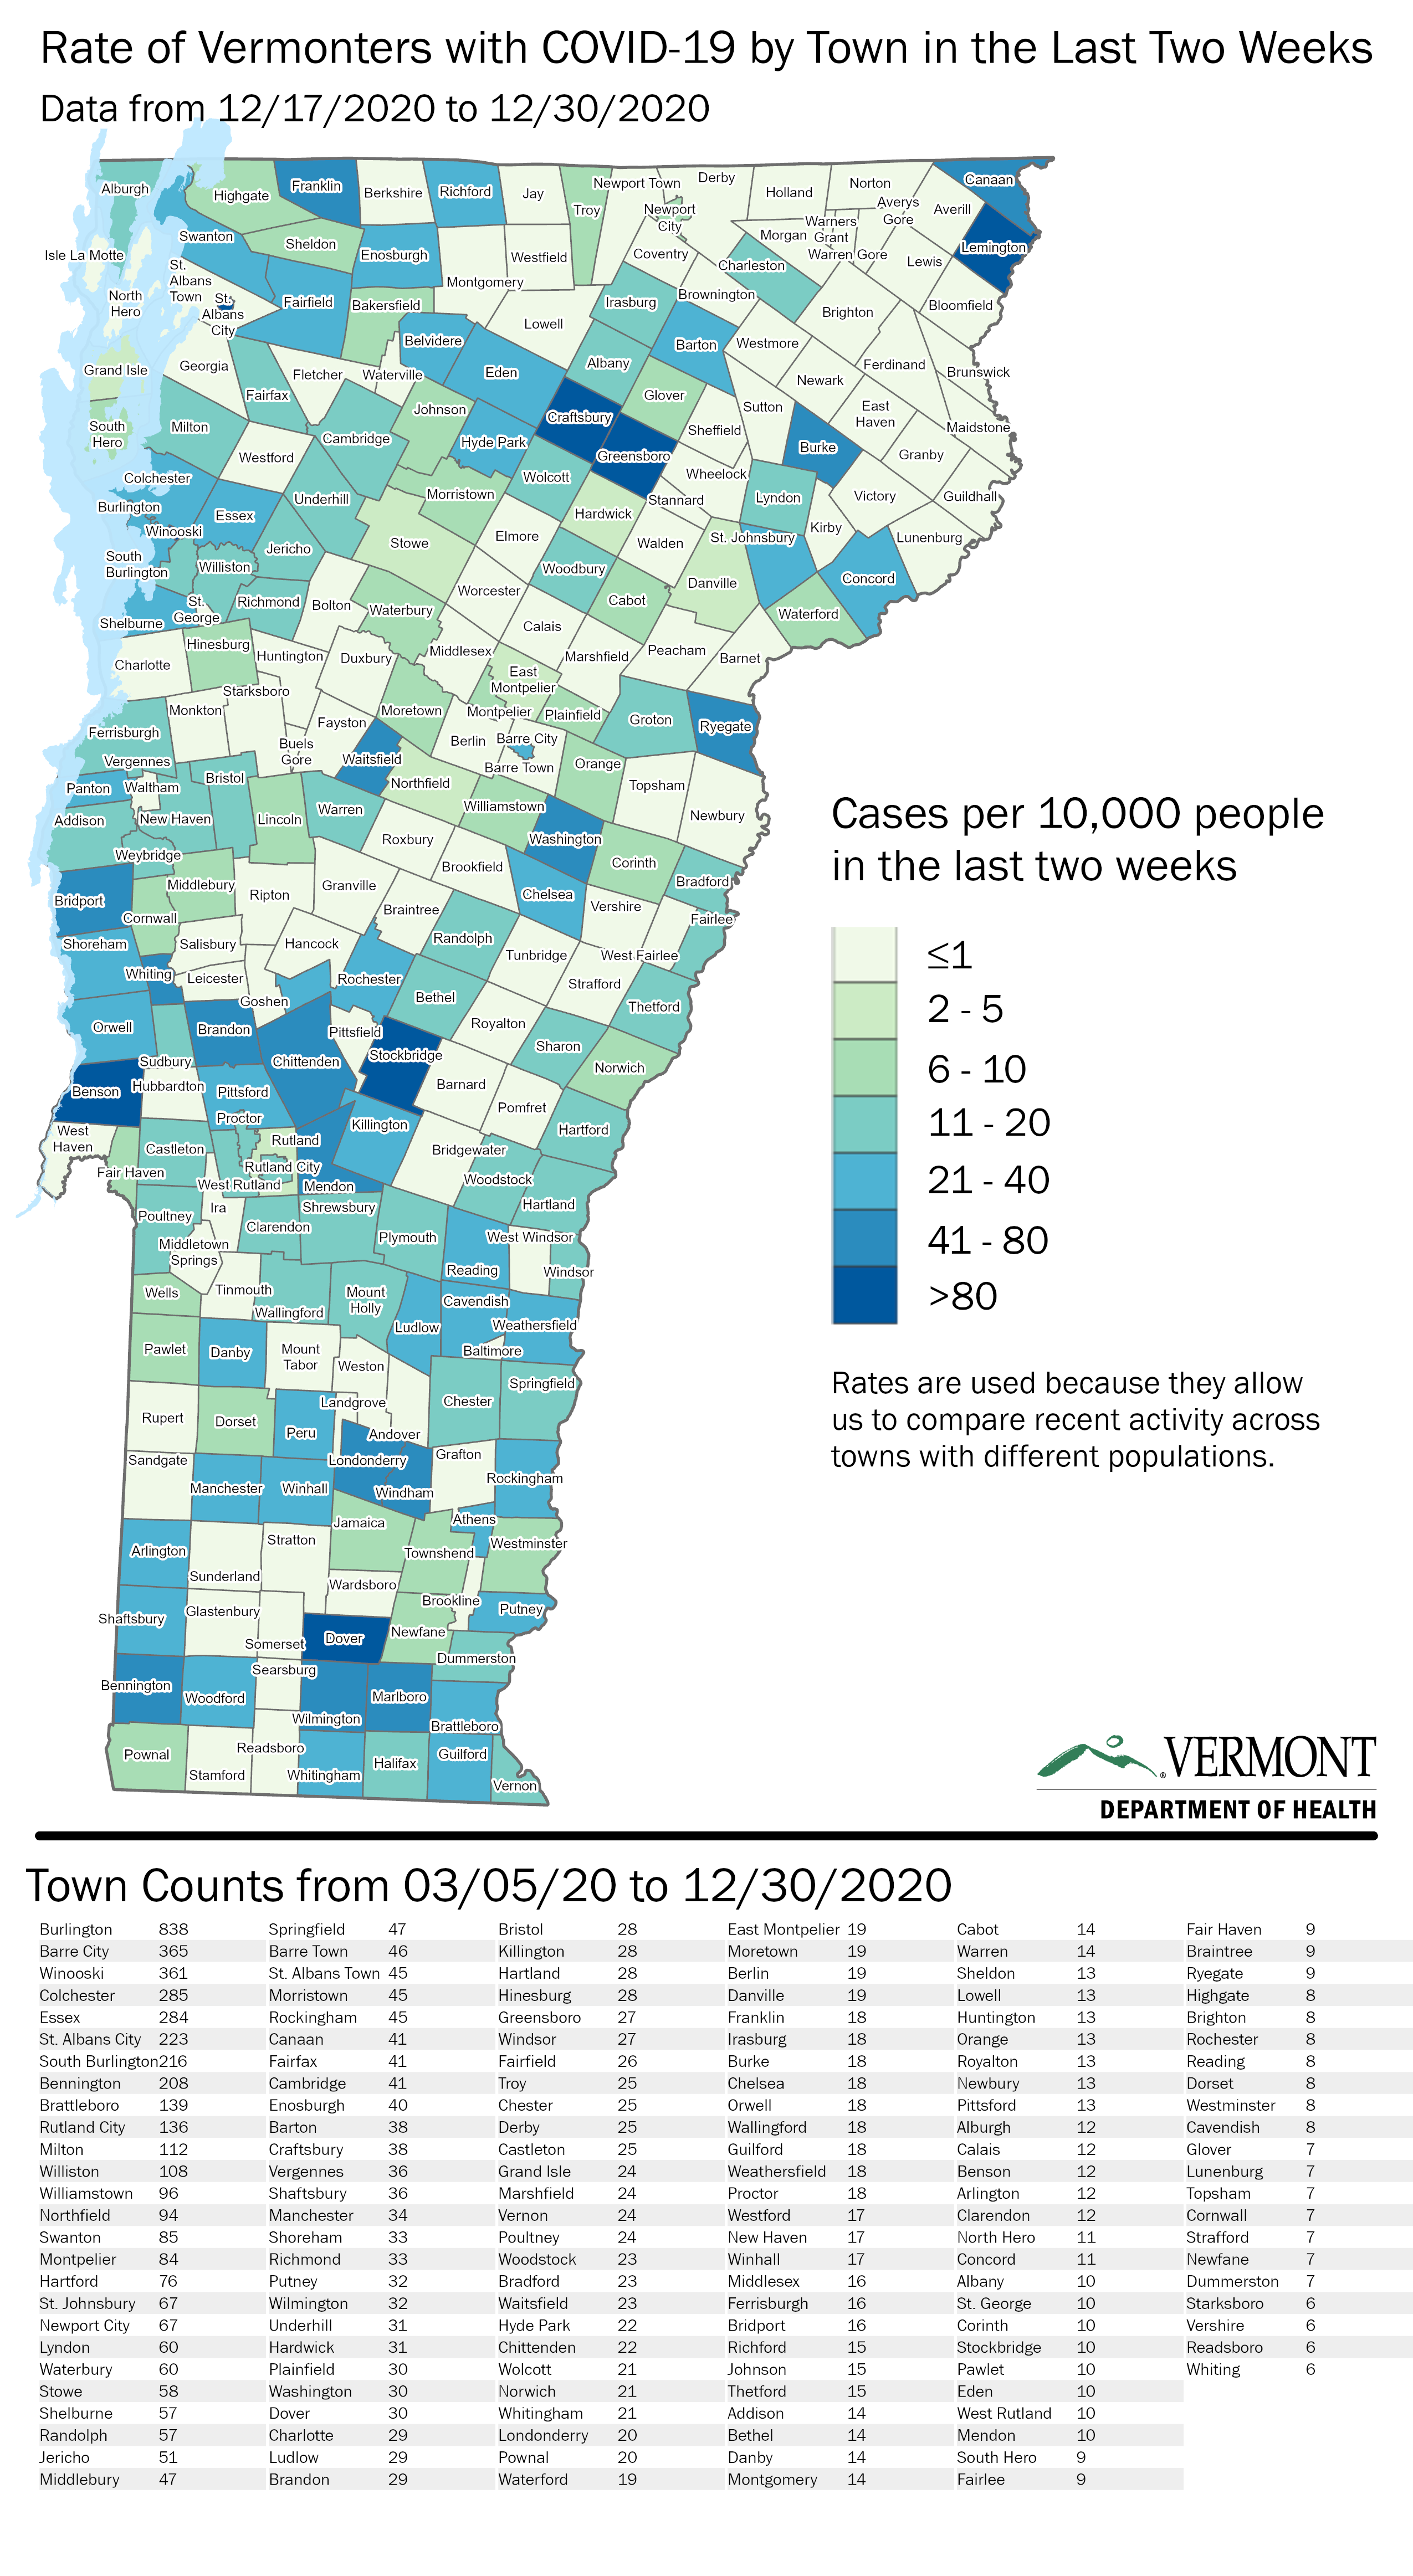 Rate of Vermonters with COVID-19 by Town in the Last Two Weeks
Data from 12/17/2020 to 12/30/2020
Alburgh
Highgate
Franklin
Berkshire
Richford
Jay
Troy
Newport Town
Derby
Holland
Norton
Canaan
Averys
Gore
Averill
Newport
City
Warners
Grant
Morgan
Warren Gore
Lemington
Lewis
Swanton
Sheldon
Enosburgh
Westfield
Coventry
Charleston
Isle La Motte
St.
Albans
Town
Montgomery
North
Hero
St.
Albans
City
Fairfield
Bakersfield
Irasburg
Brownington
Brighton
Bloomfield
Lowell
Belvidere
Barton
Westmore
Georgia
Fletcher
Waterville
Eden
Albany
Ferdinand
Brunswick
Grand Isle
Newark
Fairfax
Glover
Johnson
Craftsbury
Sutton
East
Haven
South
Hero
Milton
Cambridge
Hyde Park
Sheffield
Maidstone
Greensboro
Burke
Granby
Westford
Colchester
Wolcott
Wheelock
Underhill
Morristown
Stannard
Lyndon
Victory
Guildhall
Burlington
Essex
Hardwick
Kirby
Winooski
Stowe
Elmore
Walden
St. Johnsbury
Lunenburg
Jericho
South
Burlington
Williston
Woodbury
Concord
Danville
Worcester
St.
George
Richmond
Bolton
Waterbury
Cabot
Waterford
Shelburne
Calais
Hinesburg
Huntington
Duxbury
Middlesex
Marshfield
Peacham
Barnet
Charlotte
East
Montpelier
Starksboro
Monkton
Moretown
Montpelier
Plainfield
Groton
Ryegate
Fayston
Ferrisburgh
Buels
Gore
Berlin
Barre City
Waitsfield
Barre Town
Orange
Vergennes
Bristol
Northfield
Topsham
Panton
Waltham
Lincoln
Warren
Williamstown
Newbury
Addison
New Haven
Roxbury
Washington
Weybridge
Brookfield
Corinth
Middlebury
Ripton
Granville
Chelsea
Bradford
Bridport
Cornwall
Braintree
Vershire
Fairlee
Shoreham
Salisbury
Hancock
Randolph
Tunbridge
West Fairlee
Whiting
Leicester
Rochester
Strafford
Goshen
Bethel
Thetford
Orwell
Brandon
Pittsfield
Royalton
Sudbury
Chittenden
Stockbridge
Sharon
Norwich
Benson
Hubbardton
Pittsford
Barnard
Pomfret
Proctor
Killington
Hartford
West
Haven
Castleton
Rutland
Bridgewater
Fair Haven
Rutland City
West Rutland
Mendon
Woodstock
Poultney
Ira
Shrewsbury
Hartland
Clarendon
Plymouth
West Windsor
Middletown
Springs
Reading
Windsor
Wells
Tinmouth
Mount
Holly
Wallingford
Cavendish
Ludlow
Weathersfield
Pawlet
Danby
Mount
Tabor
Weston
Baltimore
Springfield
Chester
Landgrove
Rupert
Dorset
Peru
Andover
Sandgate
Londonderry
Grafton
Manchester
Winhall
Rockingham
Windham
Jamaica
Athens
Arlington
Stratton
Townshend
Westminster
Sunderland
Wardsboro
Brookline
Shaftsbury
Glastenbury
Putney
Dover
Newfane
Somerset
Dummerston
Searsburg
Bennington
Woodford
Marlboro
Wilmington
Brattleboro
Pownal
Readsboro
Guilford
Stamford
Whitingham
Halifax
Vernon
Cases per 10,000 people
in the last two weeks
≤1
2 - 5
6 - 10
11 - 20
21 - 40
41 - 80
>80
Rates are used because they allow
us to compare recent activity across
towns with different populations.
VERMONT
DEPARTMENT OF HEALTH
Town Counts from 03/05/20 to 12/30/2020
Burlington 838 Springfield 47 Bristol 28 East Montpelier 19 Cabot 14 Fair Haven 9
Barre City 365 Barre Town 46 Killington 28 Moretown 19 Warren 14 Braintree 9
Winooski 361 St. Albans Town 45 Hartland 28 Berlin 19 Sheldon 13 Ryegate 9
Colchester 285 Morristown 45 Hinesburg 28 Danville 19 Lowell 13 Highgate 8
Essex 284 Rockingham 45 Greensboro 27 Franklin 18 Huntington 13 Brighton 8
St. Albans City 223 Canaan 41 Windsor 27 Irasburg 18 Orange 13 Rochester 8
South Burlington 216 Fairfax 41 Fairfield 26 Burke 18 Royalton 13 Reading 8
Bennington 208 Cambridge 41 Troy 25 Chelsea 18 Newbury 13 Dorset 8
Brattleboro 139 Enosburgh 40 Chester 25 Orwell 18 Pittsford 13 Westminster 8
Rutland City 136 Barton 38 Derby 25 Wallingford 18 Alburgh 12 Cavendish 8
Milton 112 Craftsbury 38 Castleton 25 Guilford 18 Calais 12 Glover 7
Williston 108 Vergennes 36 Grand Isle 24 Weathersfield 18 Benson 12 Lunenburg 7
Williamstown 96 Shaftsbury 36 Marshfield 24 Proctor 18 Arlington 12 Topsham 7
Northfield 94 Manchester 34 Vernon 24 Westford 17 Clarendon 12 Cornwall 7
Swanton 85 Shoreham 33 Poultney 24 New Haven 17 North Hero 11 Strafford 7
Montpelier 84 Richmond 33 Woodstock 23 Winhall 17 Concord 11 Newfane 7
Hartford 76 Putney 32 Bradford 23 Middlesex 16 Albany 10 Dummerston 7
St. Johnsbury 67 Wilmington 32 Waitsfield 23 Ferrisburgh 16 St. George 10 Starksboro 6
Newport City 67 Underhill 31 Hyde Park 22 Bridport 16 Corinth 10 Vershire 6
Lyndon 60 Hardwick 31 Chittenden 22 Richford 15 Stockbridge 10 Readsboro 6
Waterbury 60 Plainfield 30 Wolcott 21 Johnson 15 Pawlet 10 Whiting 6
Stowe 58 Washington 30 Norwich 21 Thetford 15 Eden 10
Shelburne 57 Dover 30 Whitingham 21 Addison 14 West Rutland 10
Randolph 57 Charlotte 29 Londonderry 20 Bethel 14 Mendon 10
Jericho 51 Ludlow 29 Pownal 20 Danby 14 South Hero 9
Middlebury 47 Brandon 29 Waterford 19 Montgomery 14 Fairlee 9